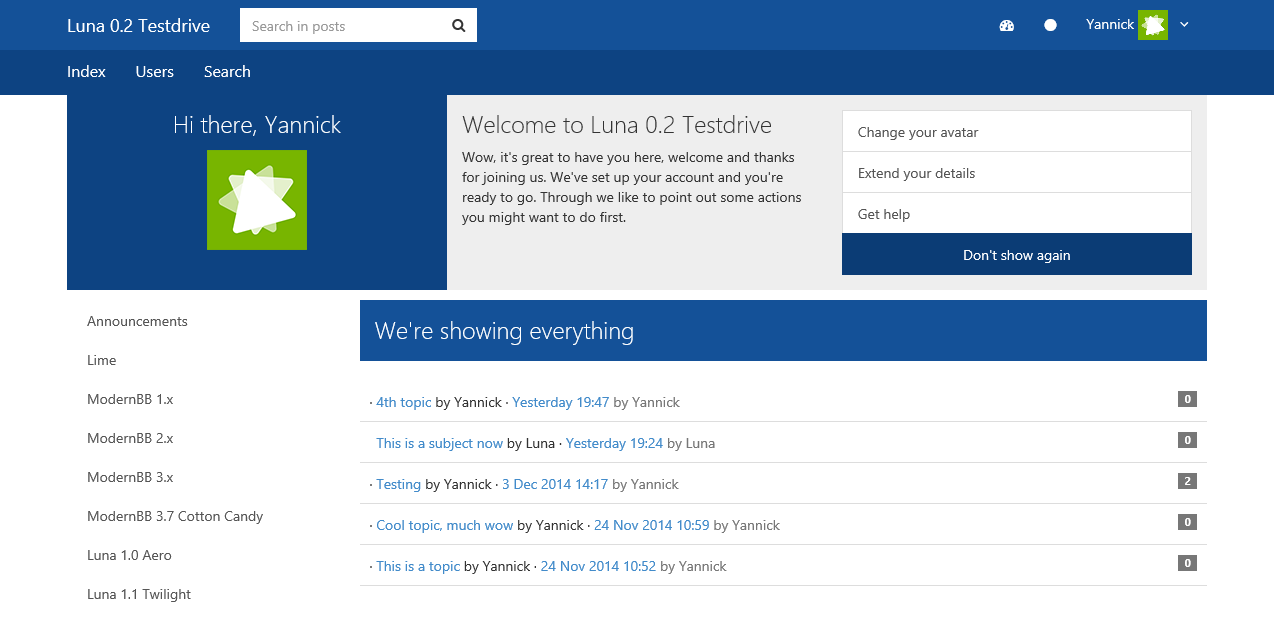 Luna 0.2 Testdrive
Search in posts
Yannick
Index Users Search
Hi there, Yannick
Welcome to Luna 0.2 Testdrive
Wow, it's great to have you here, welcome and thanks
for joining us. We've set up your account and you're
ready to go. Through we like to point out some actions
you might want to do first.
Change your avatar
Extend your details
Get help
Don't show again
Announcements
Lime
ModernBB 1.x
ModernBB 2.x
ModernBB 3.x
ModernBB 3.7 Cotton Candy
Luna 1.0 Aero
Luna 1.1 Twilight
We're showing everything
· 4th topic by Yannick · Yesterday 19:47 by Yannick 0
This is a subject now by Luna · Yesterday 19:24 by Luna 0
· Testing by Yannick · 3 Dec 2014 14:17 by Yannick 2
· Cool topic, much wow by Yannick · 24 Nov 2014 10:59 by Yannick 0
· This is a topic by Yannick · 24 Nov 2014 10:52 by Yannick 0